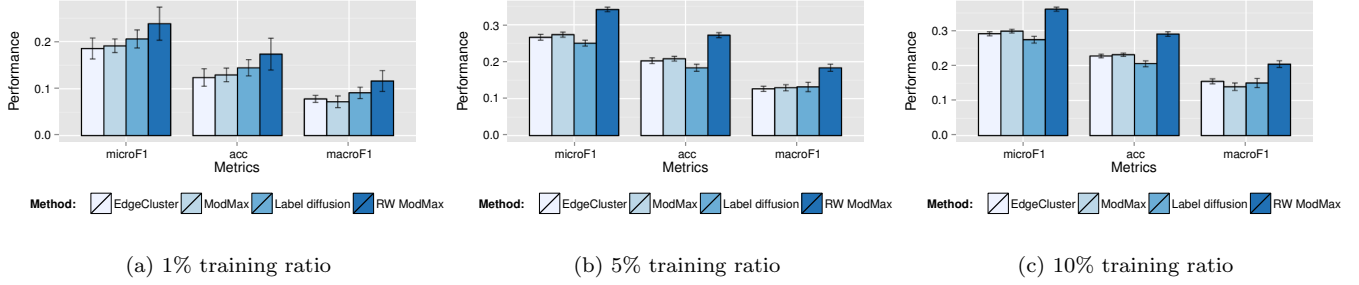 Performance
0.2
0.1
0.0
microF1 acc macroF1
Metrics
Method: EdgeCluster ModMax Label diffusion RW ModMax
(a) 1% training ratio
Performance
0.3
0.2
0.1
0.0
microF1 acc macroF1
Metrics
Method: EdgeCluster ModMax Label diffusion RW ModMax
(b) 5% training ratio
Performance
0.3
0.2
0.1
0.0
microF1 acc macroF1
Metrics
Method: EdgeCluster ModMax Label diffusion RW ModMax
(c) 10% training ratio